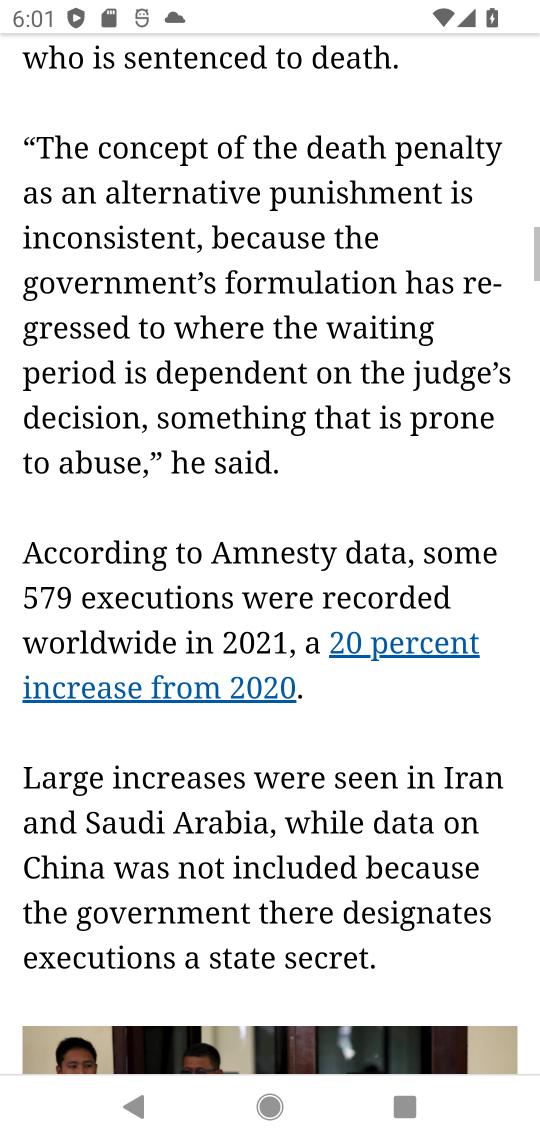 6:01
who is sentenced to death.
“The concept of the death penalty
as an alternative punishment is
inconsistent, because the
government’s formulation has re-
gressed to where the waiting
period is dependent on the judge’s
decision, something that is prone
to abuse,” he said.
According to Amnesty data, some
579 executions were recorded
worldwide in 2021, a 20 percent
increase from 2020.
Large increases were seen in Iran
and Saudi Arabia, while data on
China was not included because
the government there designates
executions a state secret.